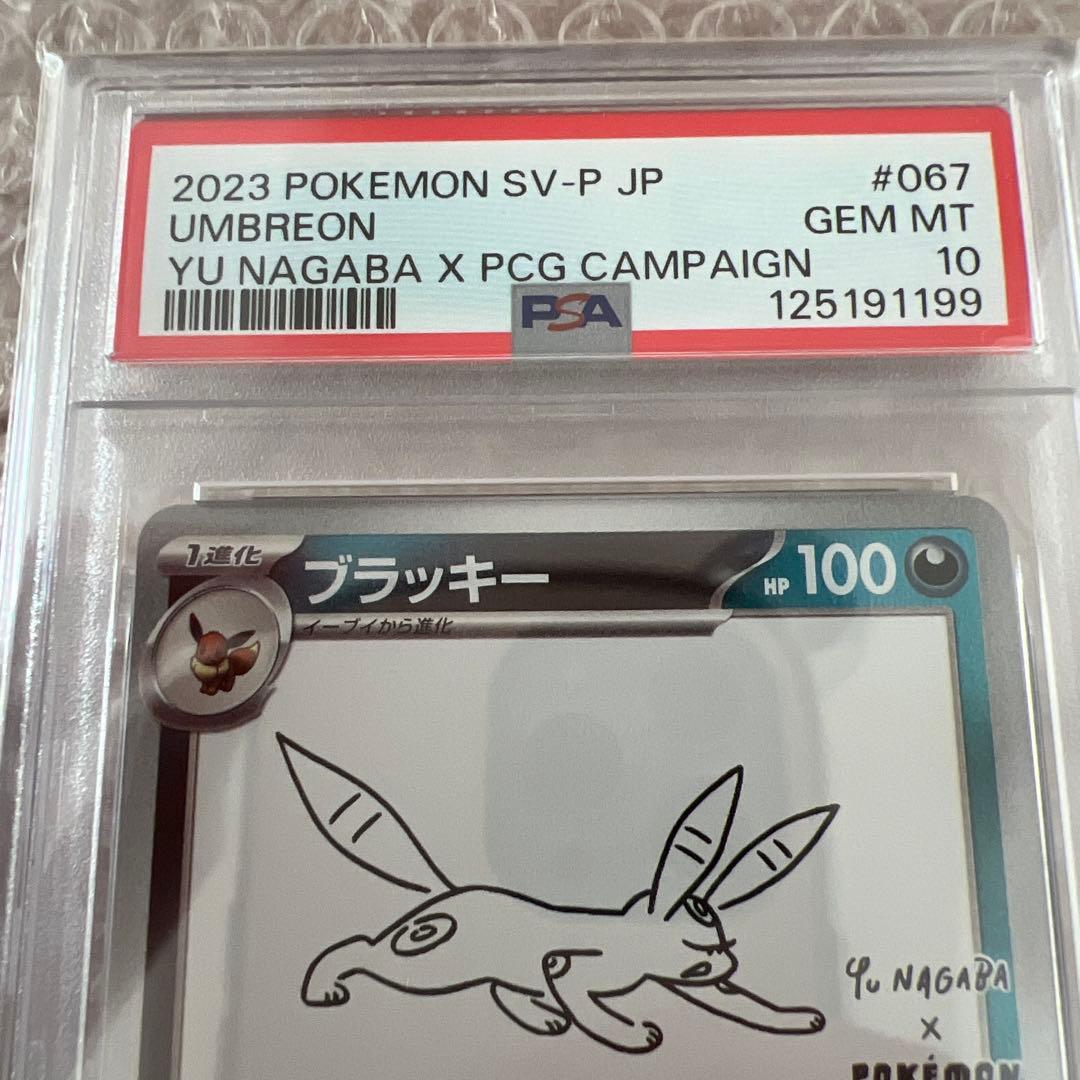 2023 POKEMON SV-P JP #067
UMBREON GEM MT
YU NAGABA X PCG CAMPAIGN 10
PSA 125191199
1進化 ブラッキー HP 100
イーブイから進化
YU NAGABA
X
POKÉMON